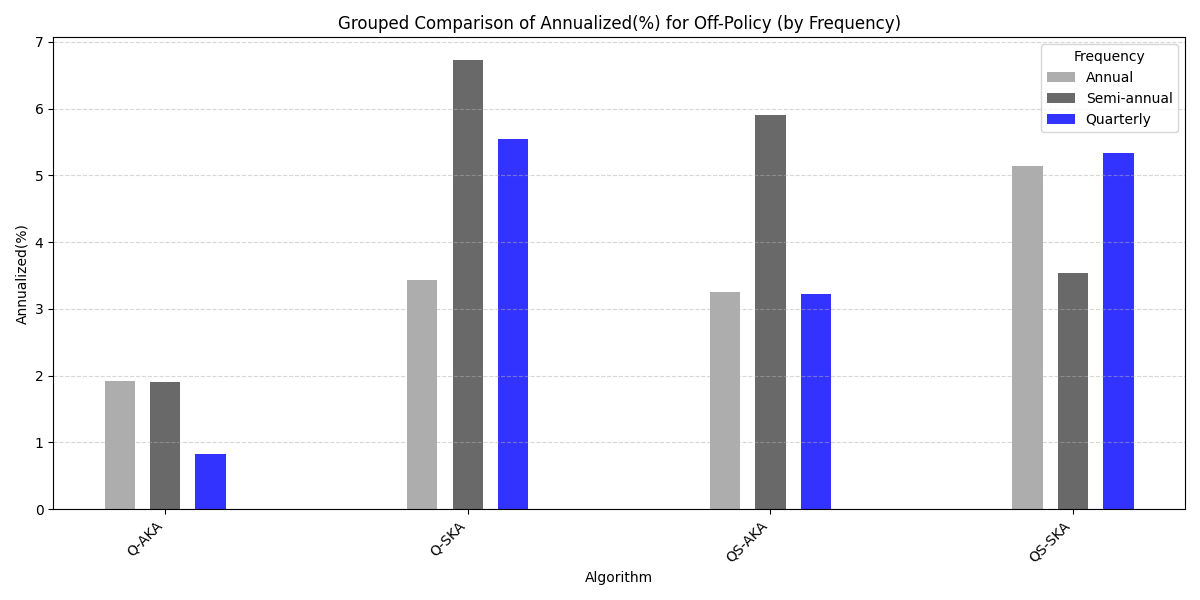 Grouped Comparison of Annualized(%) for Off-Policy (by Frequency)
7
6
5
4
3
2
1
0
Annualized(%)
Frequency
Annual
Semi-annual
Quarterly
Q-AKA
Q-SKA
QS-AKA
QS-SKA
Algorithm